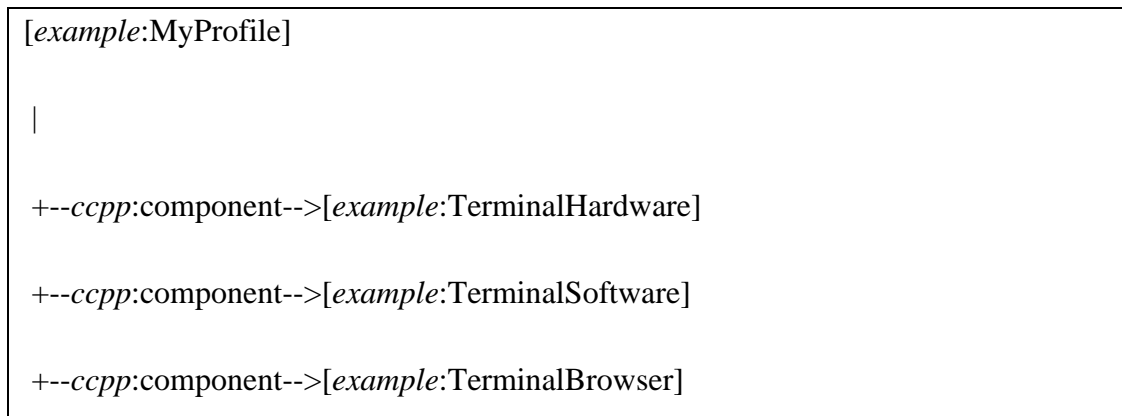 [example:MyProfile]
|
+--ccpp:component-->[example:TerminalHardware]
+--ccpp:component-->[example:TerminalSoftware]
+--ccpp:component-->[example:TerminalBrowser]